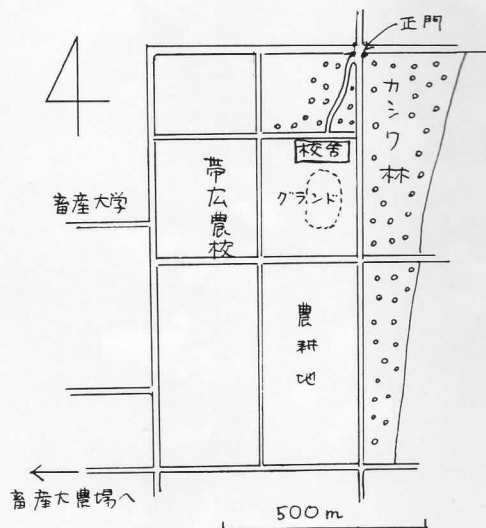 正門
カシワ林
校舎
帯広農校
グランド
畜産大学
農耕地
畜産大農場へ
500m